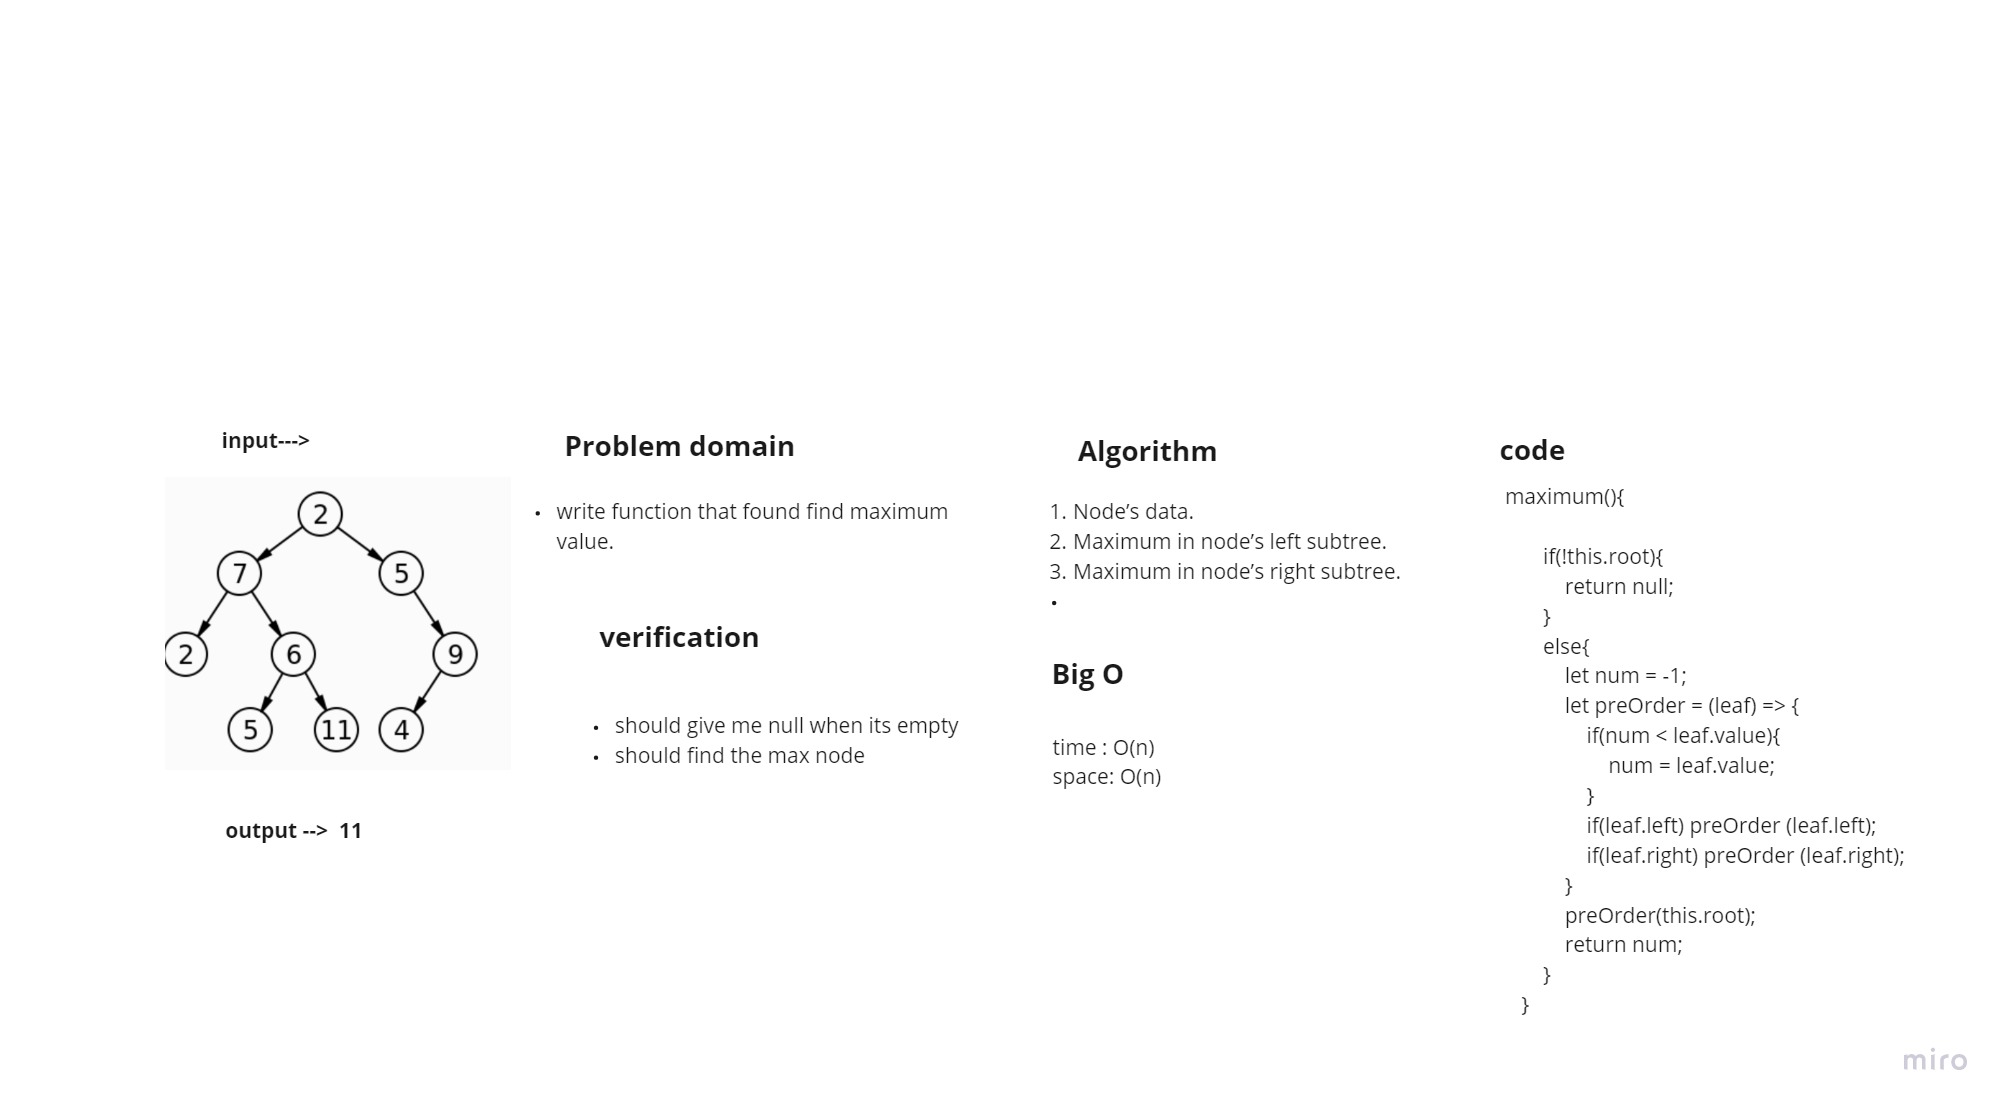 input--->
2
7
5
2
6
9
5
11
4
output --> 11
Problem domain
• write function that found find maximum
value.
verification
• should give me null when its empty
• should find the max node
Algorithm
1. Node’s data.
2. Maximum in node’s left subtree.
3. Maximum in node’s right subtree.
•
Big O
time : O(n)
space: O(n)
code
maximum(){
if(!this.root){
return null;
}
else{
let num = -1;
let preOrder = (leaf) => {
if(num < leaf.value){
num = leaf.value;
}
if(leaf.left) preOrder (leaf.left);
if(leaf.right) preOrder (leaf.right);
}
preOrder(this.root);
return num;
}
}
miro